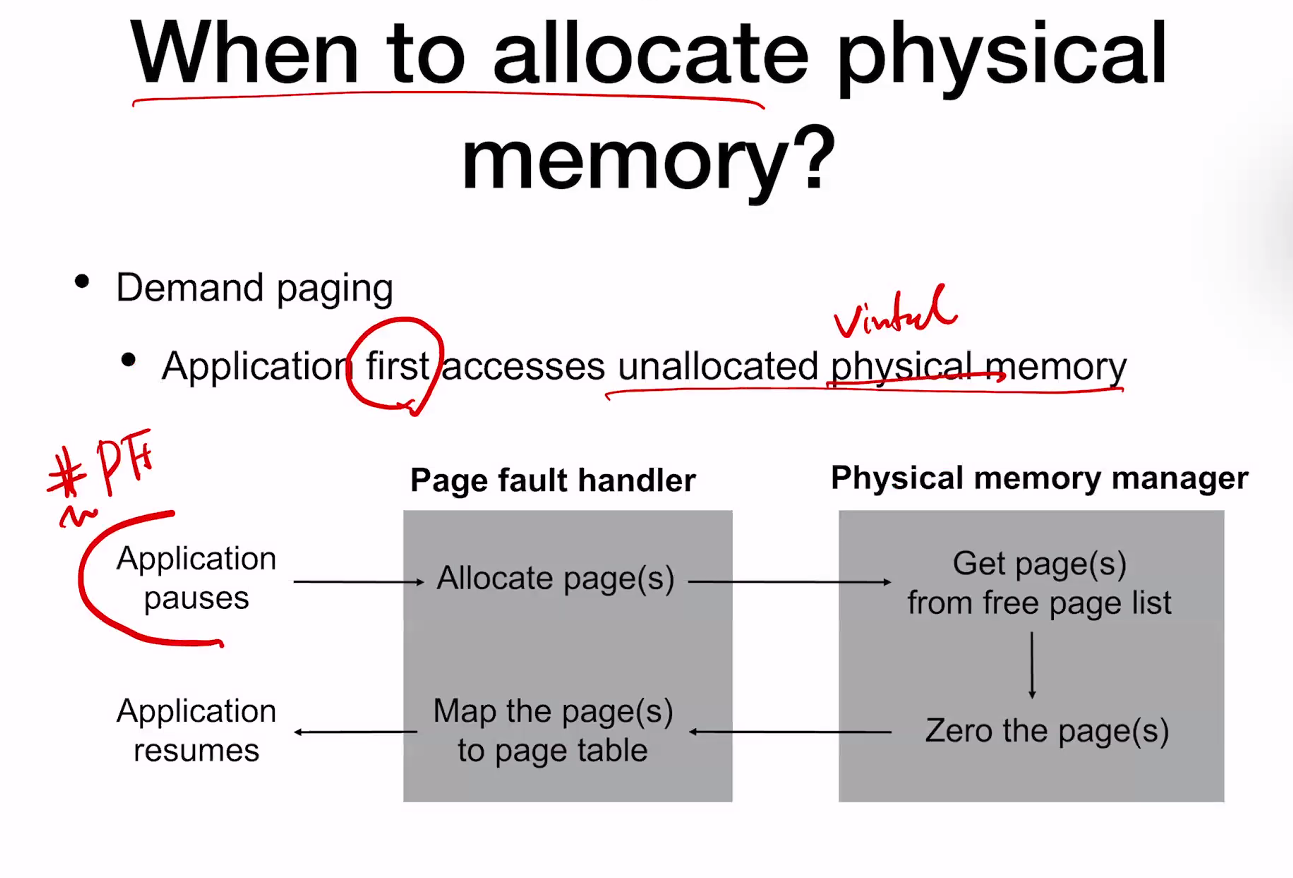 When to allocate physical
memory?
• Demand paging
Virtual
• Application first accesses unallocated physical memory
#PF
Page fault handler
Physical memory manager
Application
pauses
Allocate page(s)
Get page(s)
from free page list
Application
resumes
Map the page(s)
to page table
Zero the page(s)